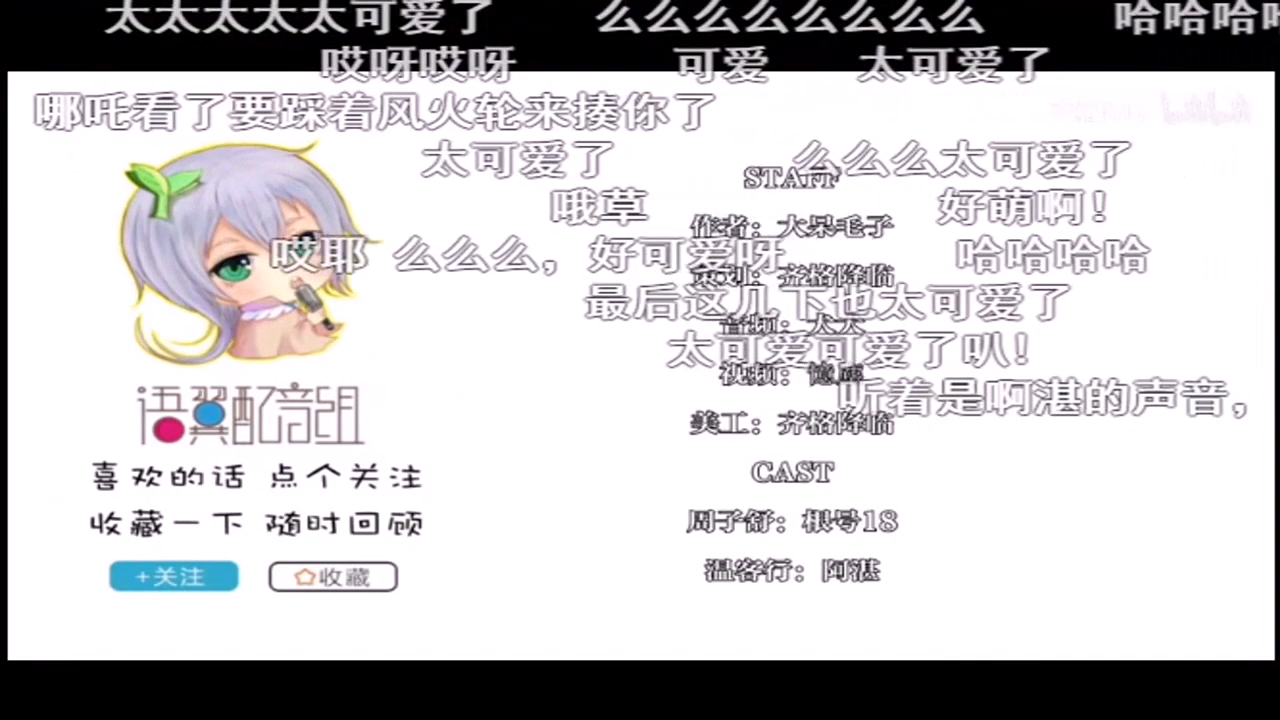 太太太太太可爱了 么么么么么么么么 哈哈哈
哎呀哎呀 可爱 太可爱了
哪吒看了要踩着风火轮来揍你了
太可爱了 么么么太可爱了
STAFF
哦草 好萌啊!
作者：大呆毛子
哎耶 么么么，好可爱呀 哈哈哈哈
策划：齐格降临
最后这几下也太可爱了
太可爱可爱了叭!
听着是啊湛的声音，
美工：齐格降临
语翼配音组
CAST
喜欢的话 点个关注
收藏一下 随时回顾
周子舒：根号18
温客行：阿湛
+关注 收藏